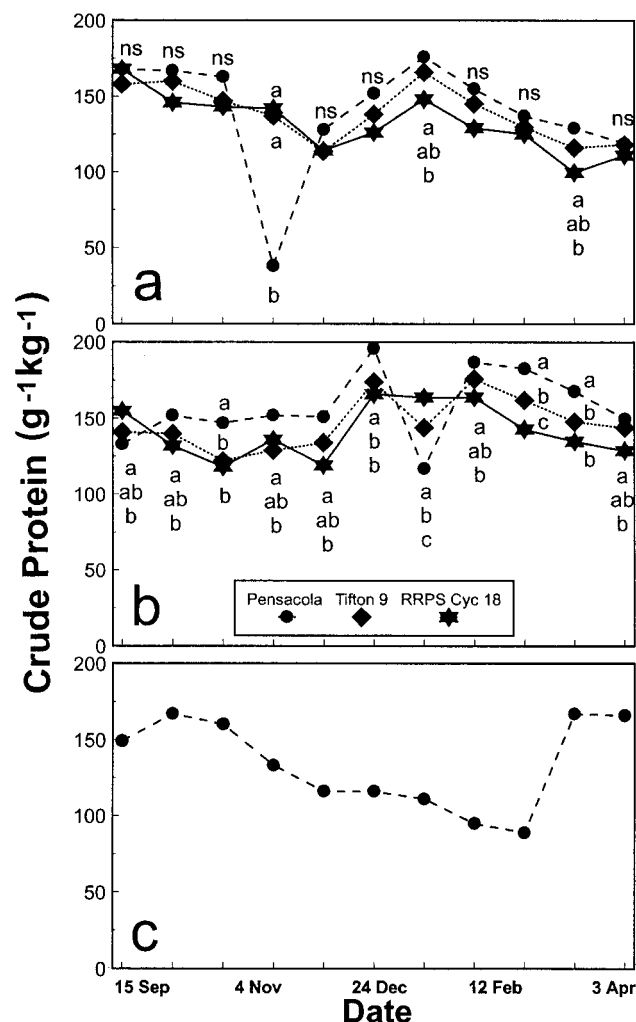 Crude Protein (g⁻¹kg⁻¹)
200
150
100
50
0
ns ns ns ns ns ns ns ns
a
a
b
a
ab
b
a
ab
b
a
200
150
100
50
0
a
ab
b
a
ab
b
a
b
b
a
ab
b
a
ab
b
a
b
b
a
b
c
a
ab
b
a
b
c
a
b
b
a
ab
b
b
Pensacola Tifton 9 RRPS Cyc 18
200
150
100
50
0
c
15 Sep 4 Nov 24 Dec 12 Feb 3 Apr
Date